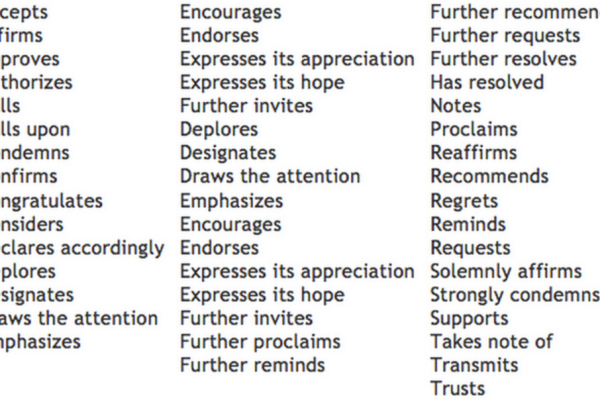 cepts
firms
proves
thorizes
lls
lls upon
ndemns
nfirms
ngratulates
nsiders
clares accordingly
plores
signates
aws the attention
mphasizes
Encourages
Endorses
Expresses its appreciation
Expresses its hope
Further invites
Deplores
Designates
Draws the attention
Emphasizes
Encourages
Endorses
Expresses its appreciation
Expresses its hope
Further invites
Further proclaims
Further reminds
Further recommen
Further requests
Further resolves
Has resolved
Notes
Proclaims
Reaffirms
Recommends
Regrets
Reminds
Requests
Solemnly affirms
Strongly condemns
Supports
Takes note of
Transmits
Trusts